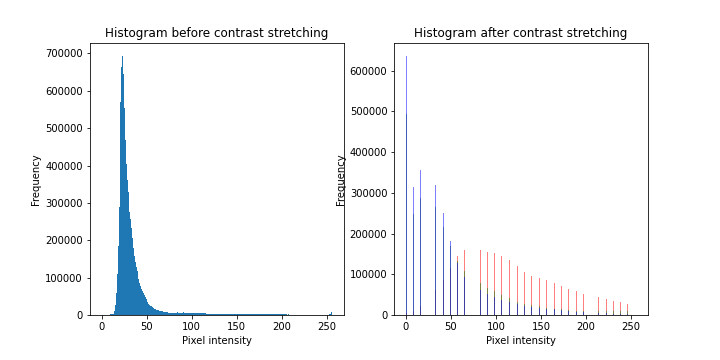 Histogram before contrast stretching
700000
600000
500000
400000
300000
200000
100000
0
Frequency
0 50 100 150 200 250
Pixel intensity
Histogram after contrast stretching
600000
500000
400000
300000
200000
100000
0
Frequency
0 50 100 150 200 250
Pixel intensity